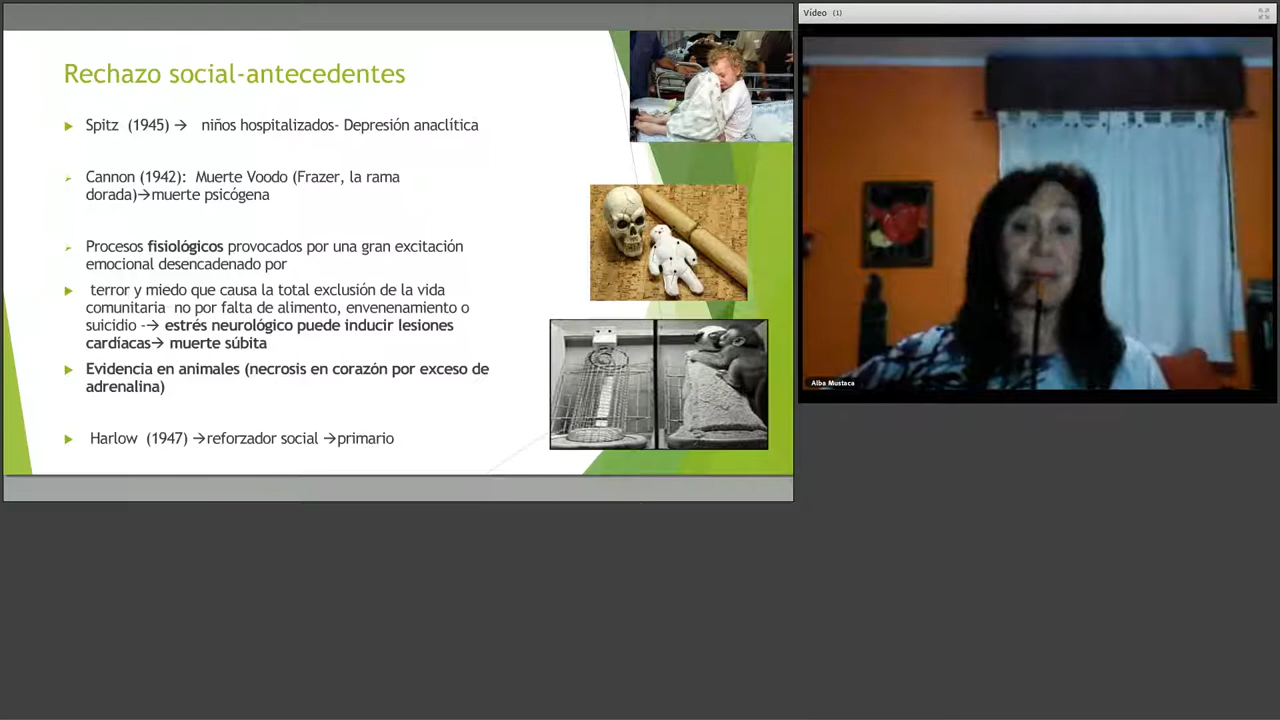 Rechazo social-antecedentes
Spitz (1945) → niños hospitalizados- Depresión anaclítica
Cannon (1942): Muerte Voodo (Frazer, la rama
dorada)→muerte psicógena
Procesos fisiológicos provocados por una gran excitación
emocional desencadenado por
terror y miedo que causa la total exclusión de la vida
comunitaria no por falta de alimento, envenenamiento o
suicidio -→ estrés neurológico puede inducir lesiones
cardíacas→ muerte súbita
Evidencia en animales (necrosis en corazón por exceso de
adrenalina)
Harlow (1947) →reforzador social →primario
Vídeo (1)
Alba Mustaca